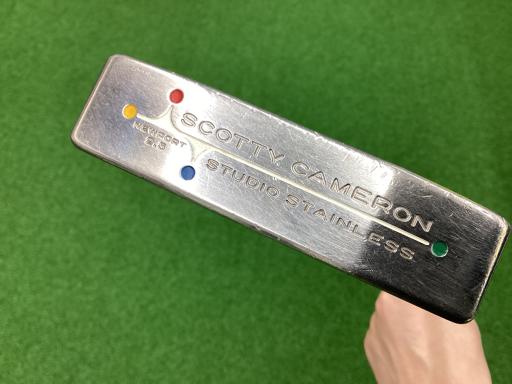 SCOTTY CAMERON
STUDIO STAINLESS
NEWPORT
2.5